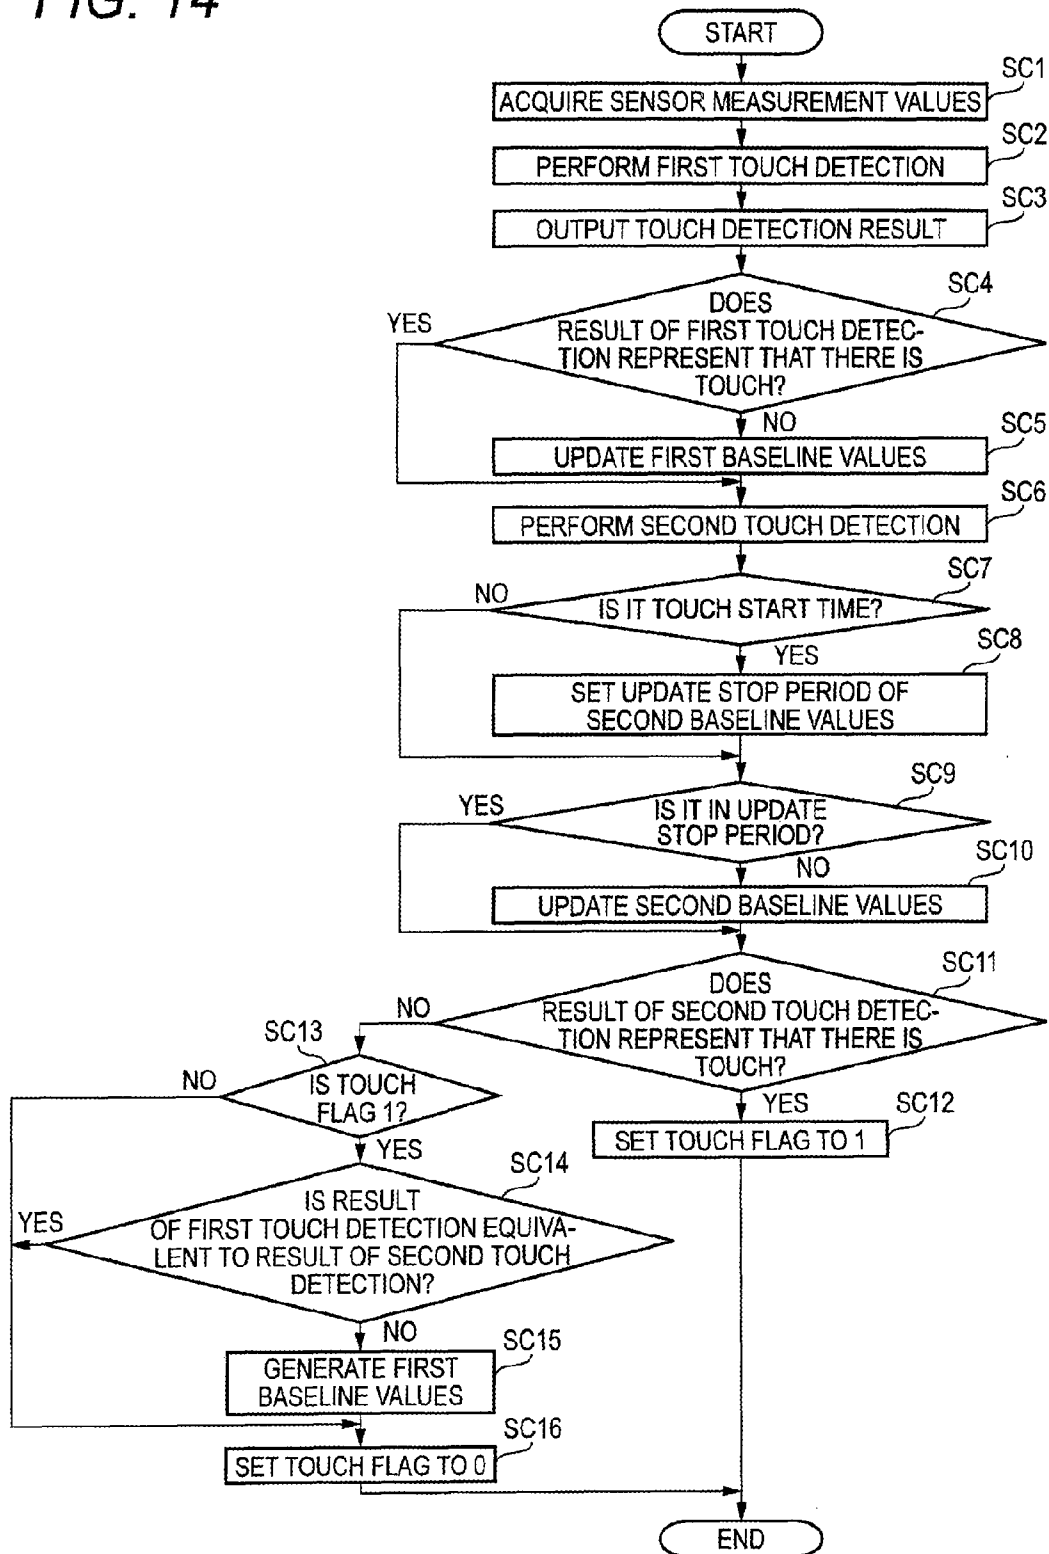 FIG. 14
START
SC1
ACQUIRE SENSOR MEASUREMENT VALUES
SC2
PERFORM FIRST TOUCH DETECTION
SC3
OUTPUT TOUCH DETECTION RESULT
SC4
DOES
RESULT OF FIRST TOUCH DETEC-
TION REPRESENT THAT THERE IS
TOUCH?
YES
NO
SC5
UPDATE FIRST BASELINE VALUES
SC6
PERFORM SECOND TOUCH DETECTION
SC7
NO
IS IT TOUCH START TIME?
YES
SC8
SET UPDATE STOP PERIOD OF
SECOND BASELINE VALUES
SC9
YES
IS IT IN UPDATE
STOP PERIOD?
NO
SC10
UPDATE SECOND BASELINE VALUES
SC11
DOES
RESULT OF SECOND TOUCH DETEC-
TION REPRESENT THAT THERE IS
TOUCH?
NO
YES
SC12
SET TOUCH FLAG TO 1
SC13
NO
IS TOUCH
FLAG 1?
YES
SC14
IS RESULT
OF FIRST TOUCH DETECTION EQUIVA-
LENT TO RESULT OF SECOND TOUCH
DETECTION?
YES
NO
SC15
GENERATE FIRST
BASELINE VALUES
SC16
SET TOUCH FLAG TO 0
END